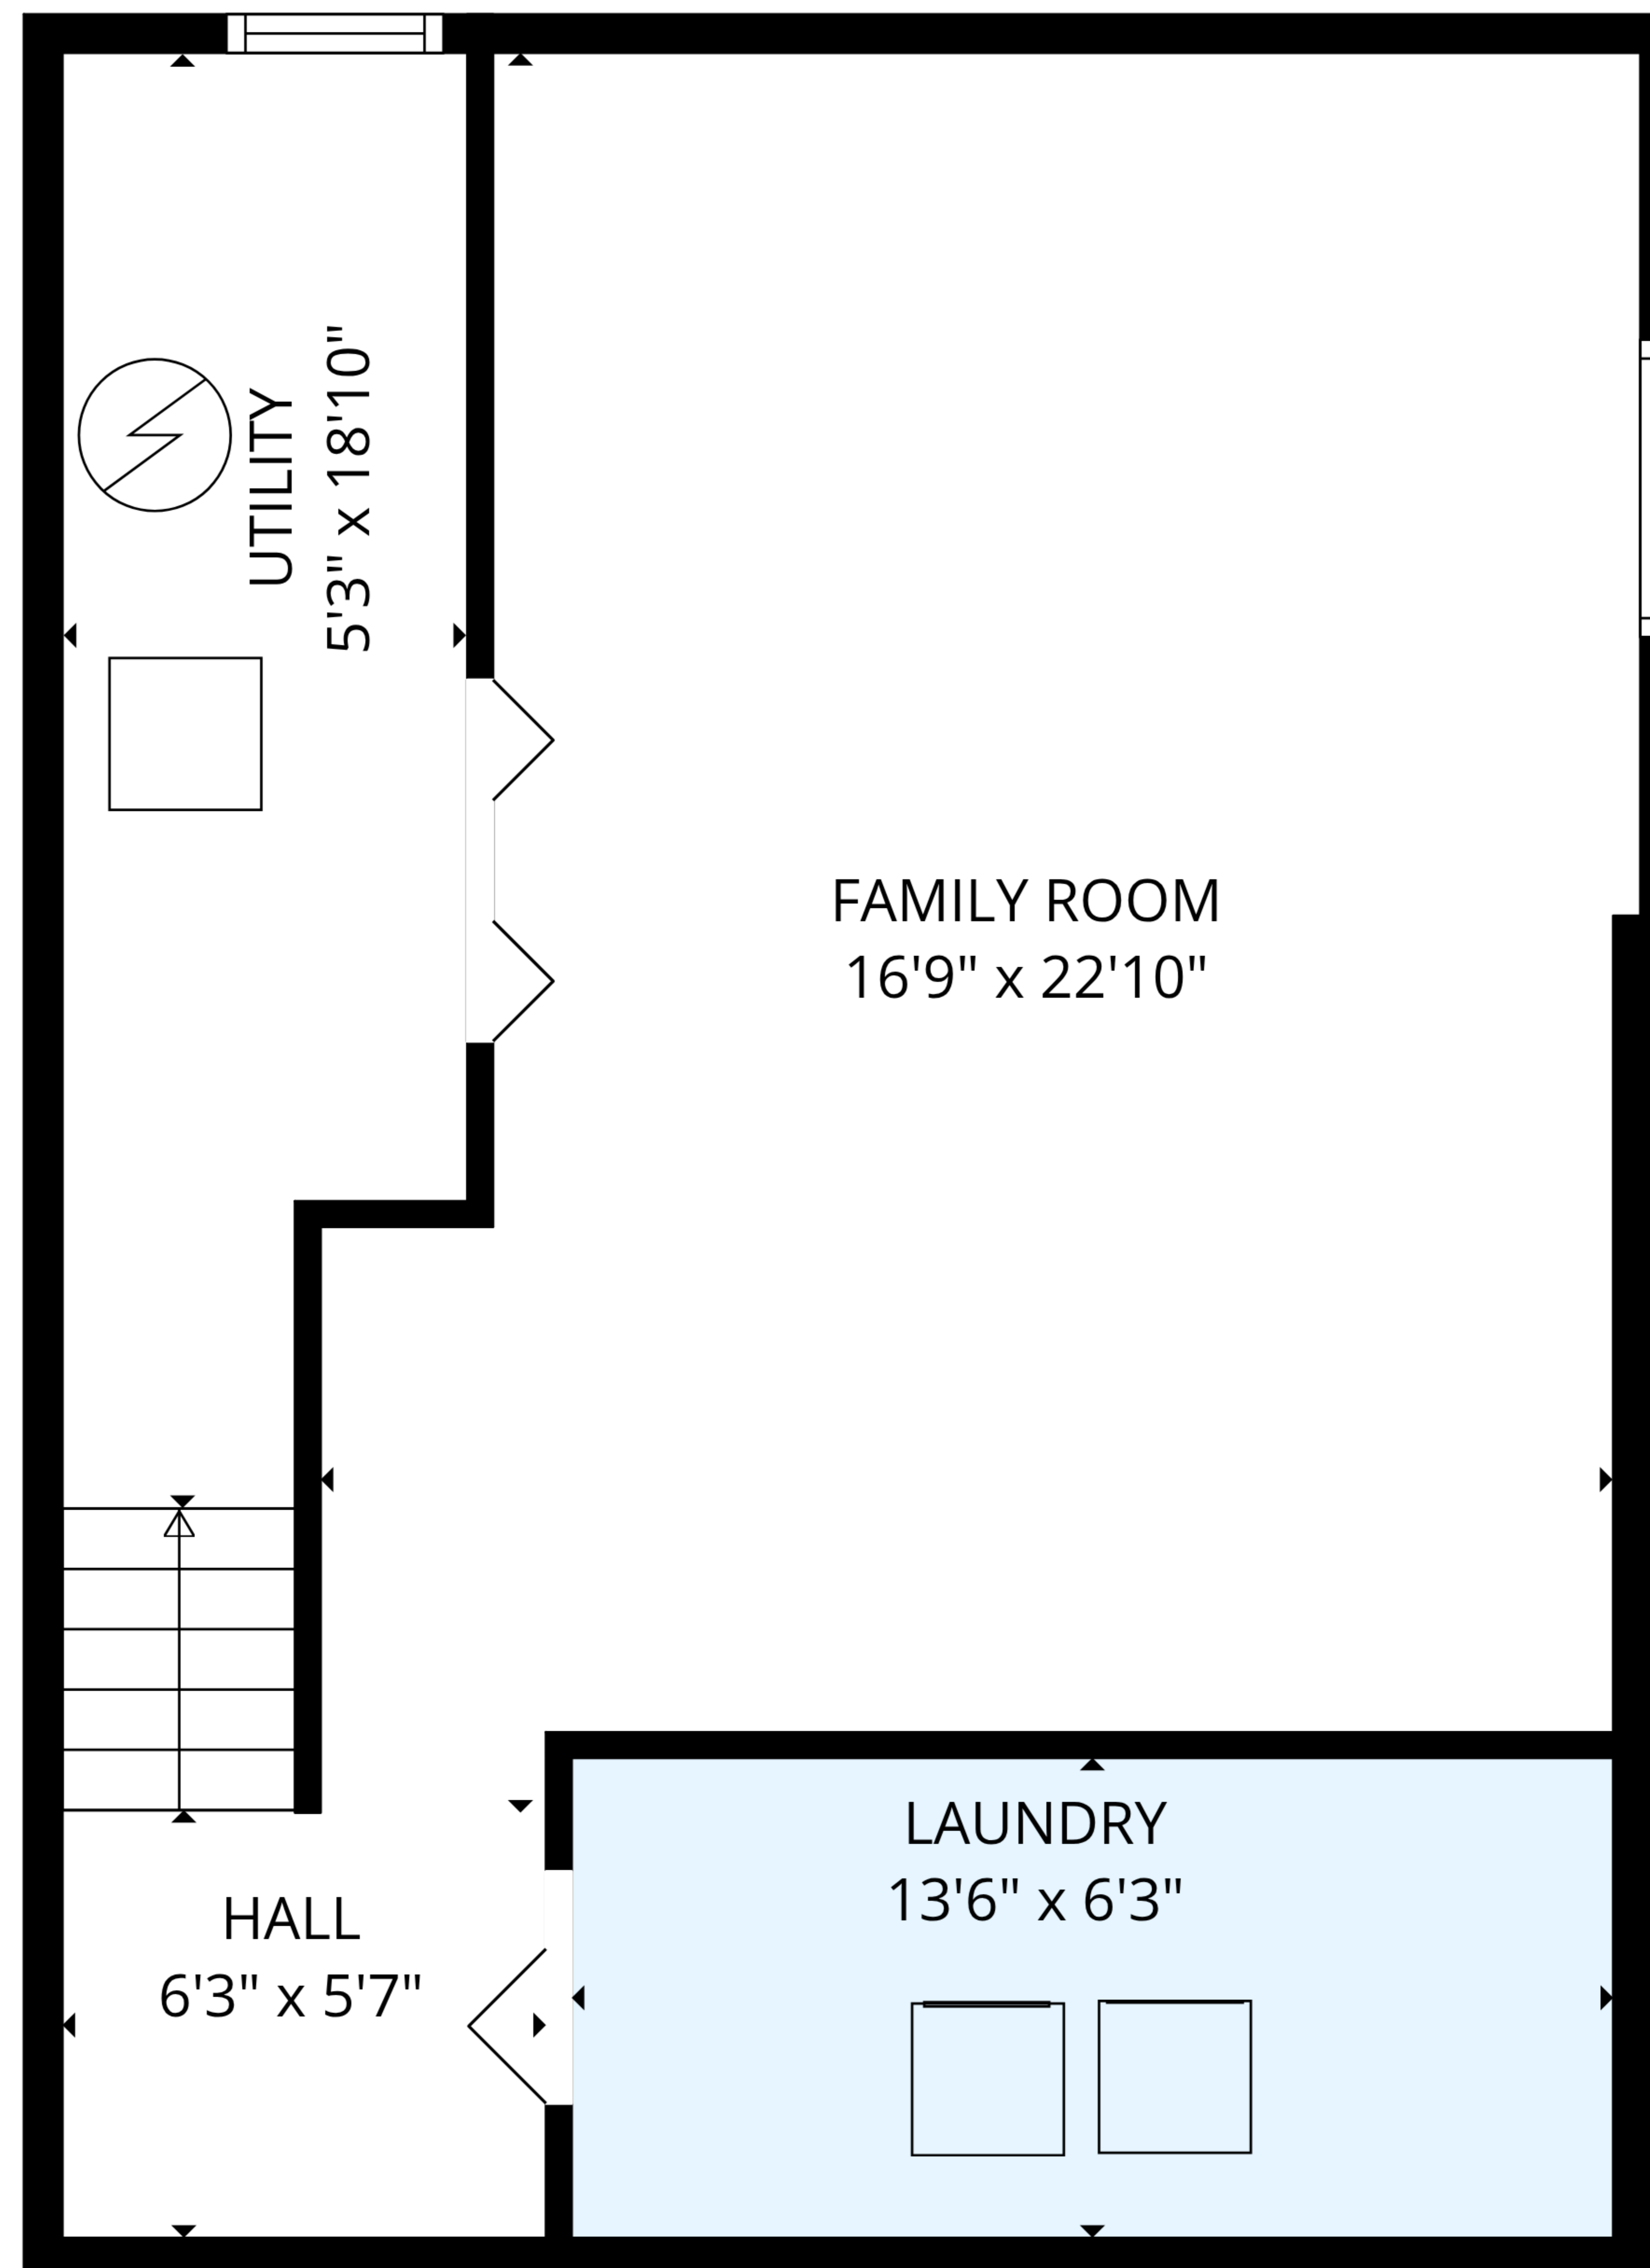 UTILITY
5'3" x 18'10"
FAMILY ROOM
16'9" x 22'10"
LAUNDRY
13'6" x 6'3"
HALL
6'3" x 5'7"